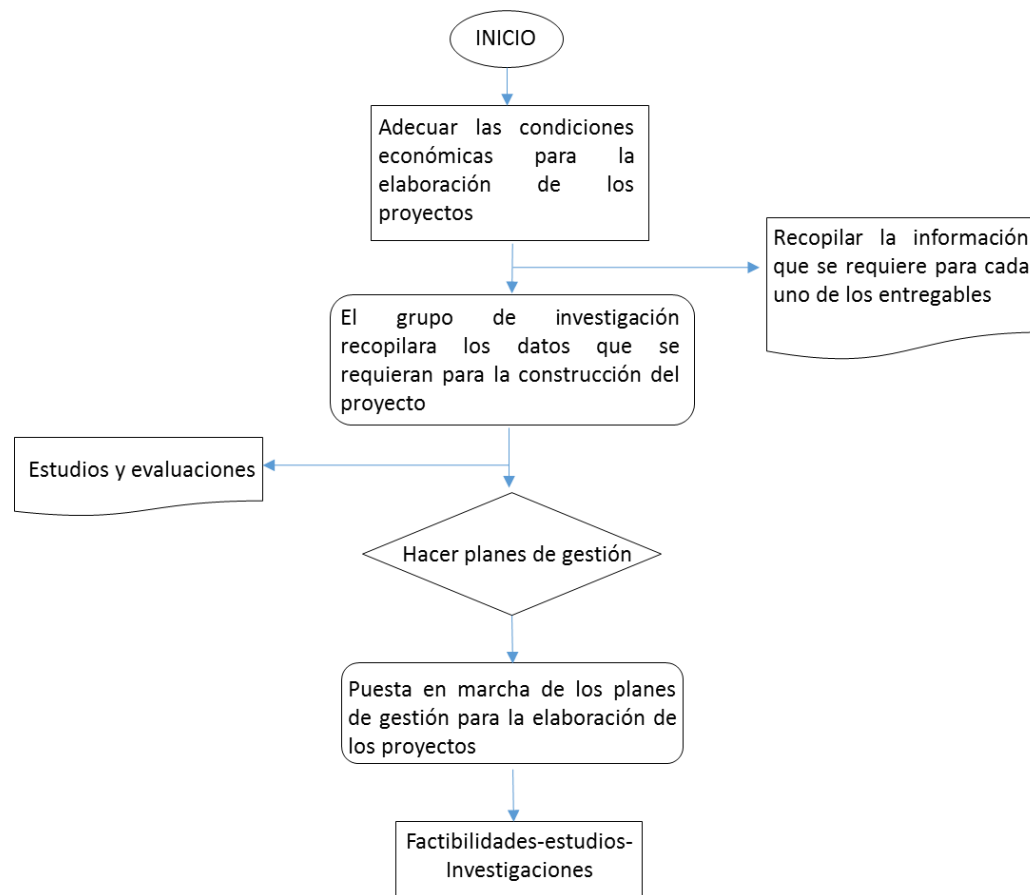 INICIO
Adecuar las condiciones
económicas para la
elaboración de los
proyectos
Recopilar la información
que se requiere para cada
uno de los entregables
El grupo de investigación
recopilara los datos que se
requieran para la construcción del
proyecto
Estudios y evaluaciones
Hacer planes de gestión
Puesta en marcha de los planes
de gestión para la elaboración de
los proyectos
Factibilidades-estudios-
Investigaciones